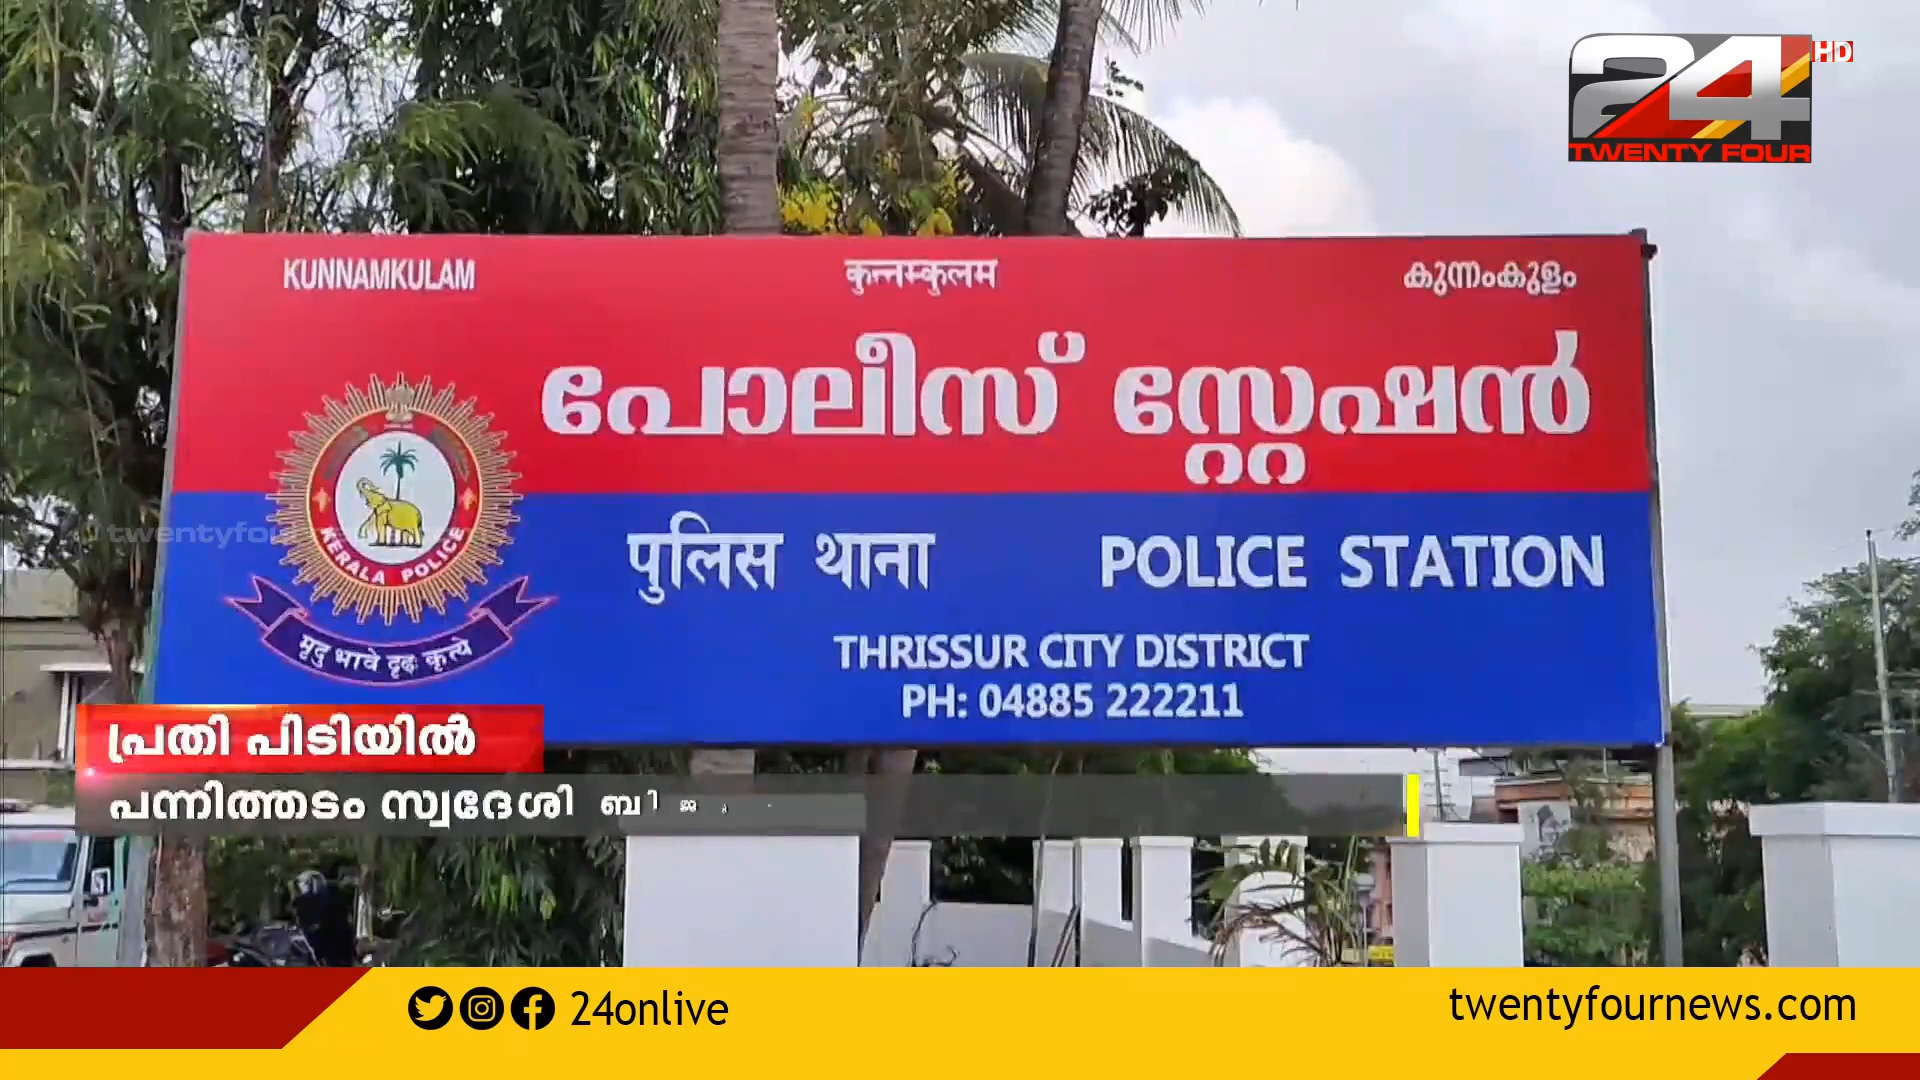 24 HD
TWENTY FOUR
KUNNAMKULAM
कुन्नम्कुलम
കുന്നംകുളം
പോലീസ് സ്റ്റേഷൻ
पुलिस थाना
POLICE STATION
KERALA POLICE
मृदु भावे दृढ कृत्ये
THRISSUR CITY DISTRICT
PH: 04885 222211
പ്രതി പിടിയിൽ
പന്നിത്തടം സ്വദേശി
24onlive
twentyfournews.com